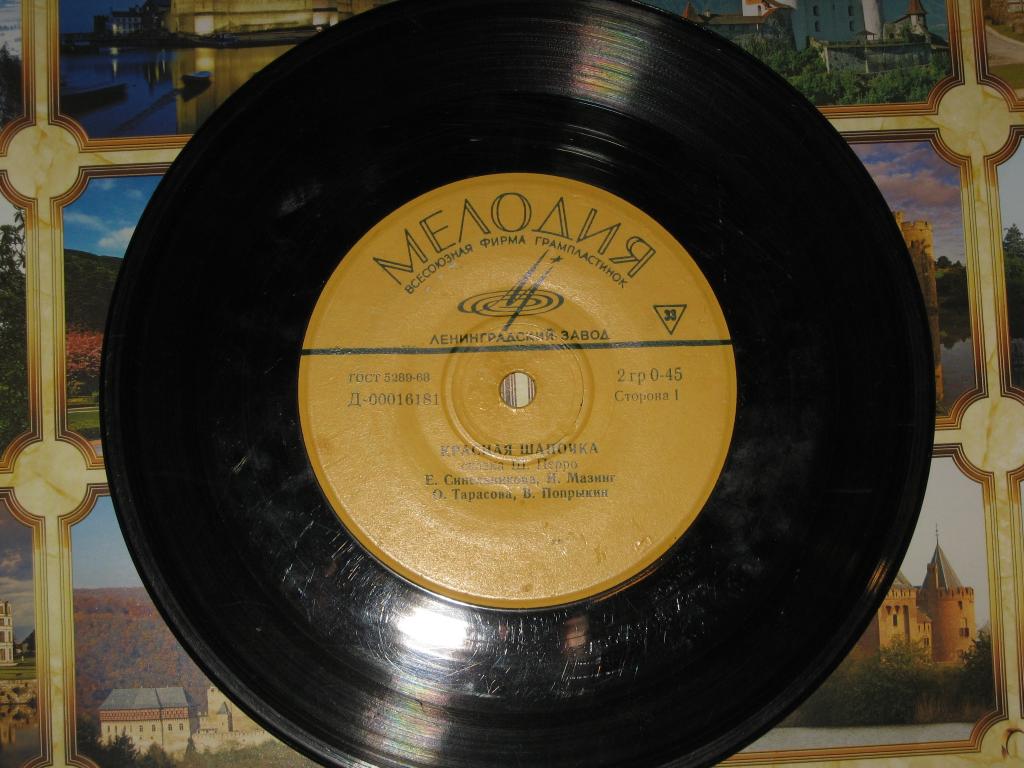 МЕЛОДИЯ
ВСЕСОЮЗНАЯ ФИРМА ГРАМПЛАСТИНОК
33
ЛЕНИНГРАДСКИЙ ЗАВОД
ГОСТ 5289-68
2 гр 0-45
Д-00016181
Сторона 1
КРАСНАЯ ШАПОЧКА
сказка Ш. Перро
Е. Синельникова, И. Мазинг
О. Тарасова, В. Попрыкин